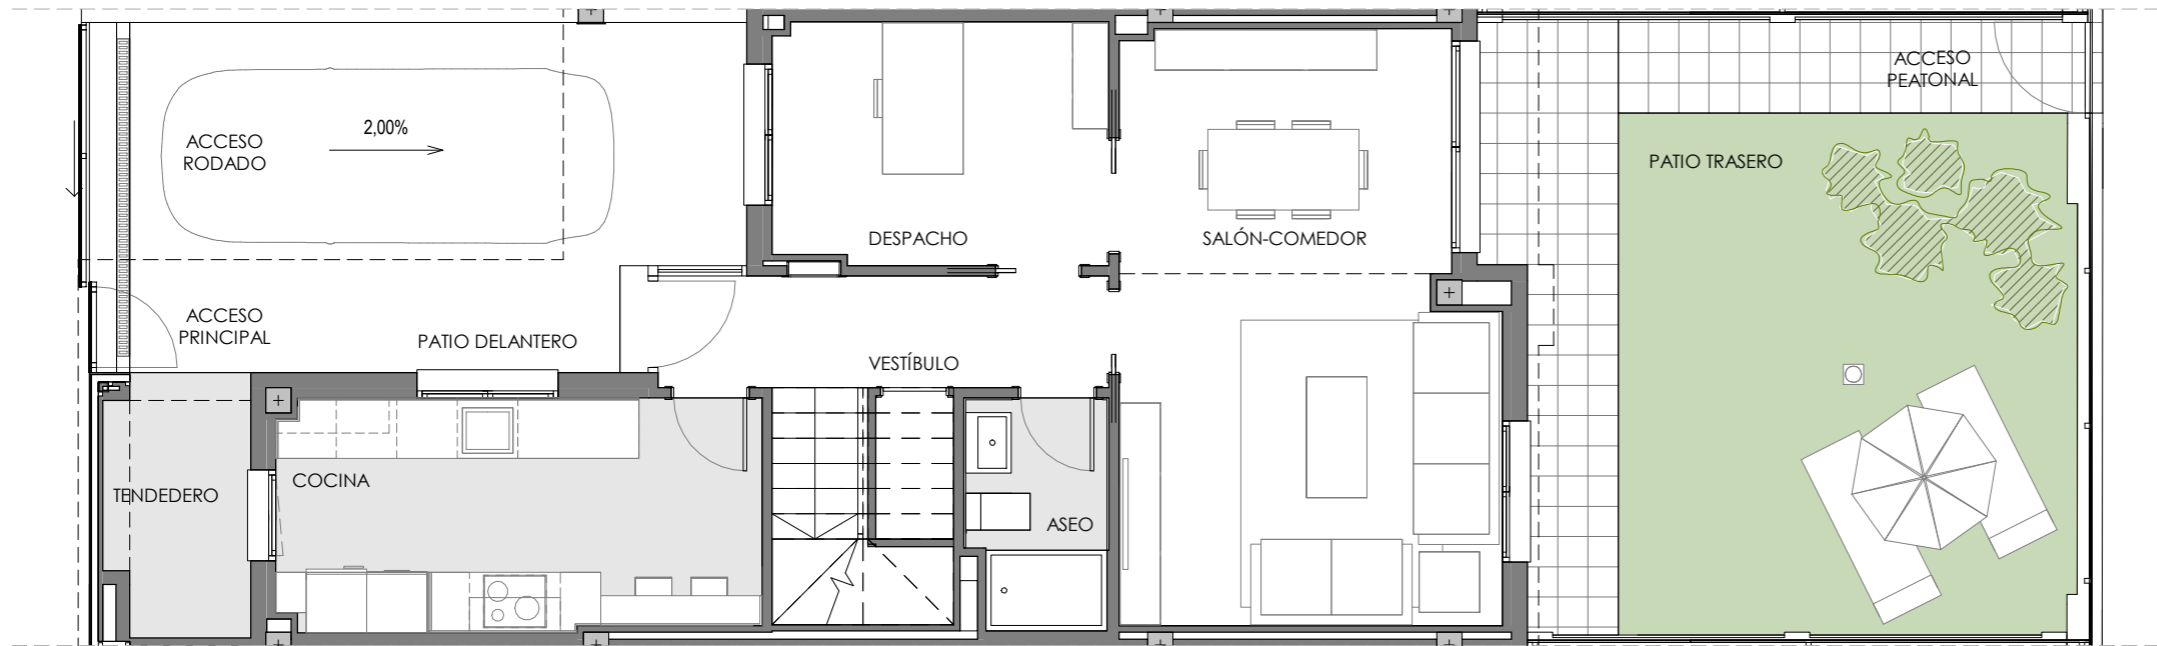 ACCESO
PEATONAL
2,00%
ACCESO
RODADO
PATIO TRASERO
DESPACHO
SALÓN-COMEDOR
ACCESO
PRINCIPAL
PATIO DELANTERO
VESTÍBULO
COCINA
TENDEDERO
ASEO